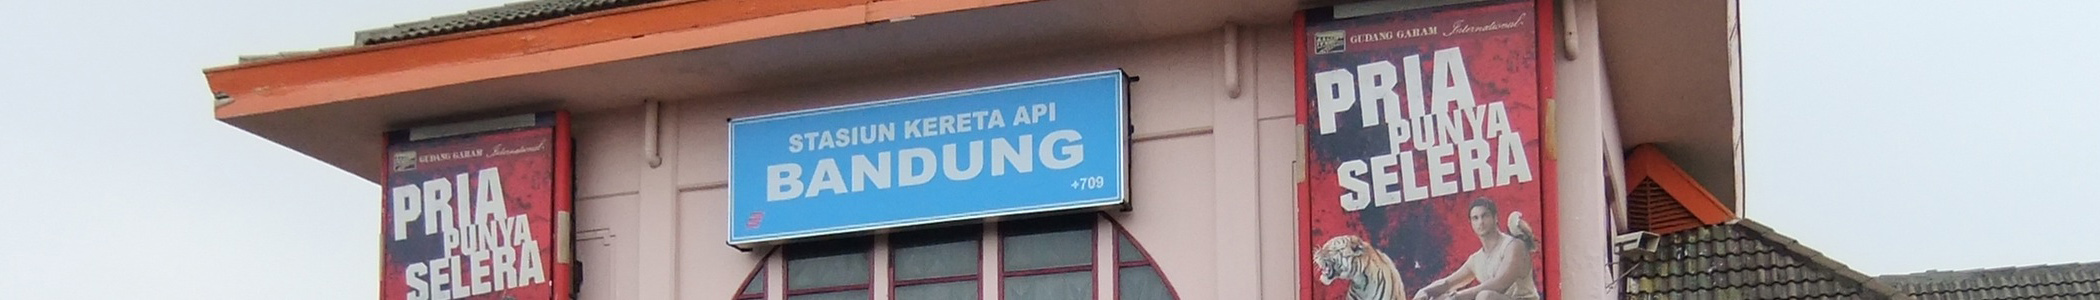 GUDANG GARAM International
PRIA
PUNYA
SELERA
STASIUN KERETA API
BANDUNG
+709
GUDANG GARAM International
PRIA
PUNYA
SELERA